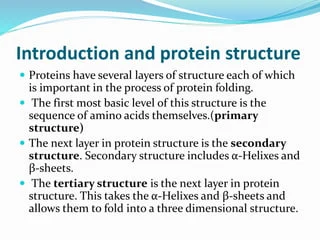 Introduction and protein structure
Proteins have several layers of structure each of which
is important in the process of protein folding.
The first most basic level of this structure is the
sequence of amino acids themselves.(primary
structure)
The next layer in protein structure is the secondary
structure. Secondary structure includes α-Helixes and
β-sheets.
The tertiary structure is the next layer in protein
structure. This takes the α-Helixes and β-sheets and
allows them to fold into a three dimensional structure.